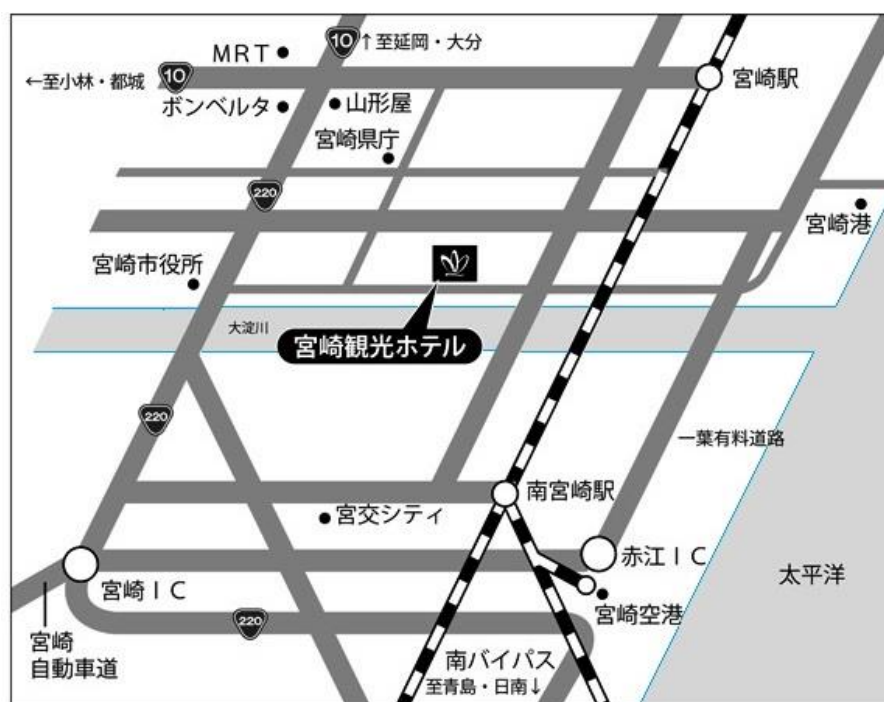 MRT
10
↑至延岡・大分
←至小林・都城
10
宮崎駅
ボンベルタ
山形屋
宮崎県庁
220
宮崎港
宮崎市役所
大淀川
宮崎観光ホテル
220
一葉有料道路
南宮崎駅
宮交シティ
赤江IC
太平洋
宮崎IC
宮崎空港
220
宮崎
自動車道
南バイパス
至青島・日南↓